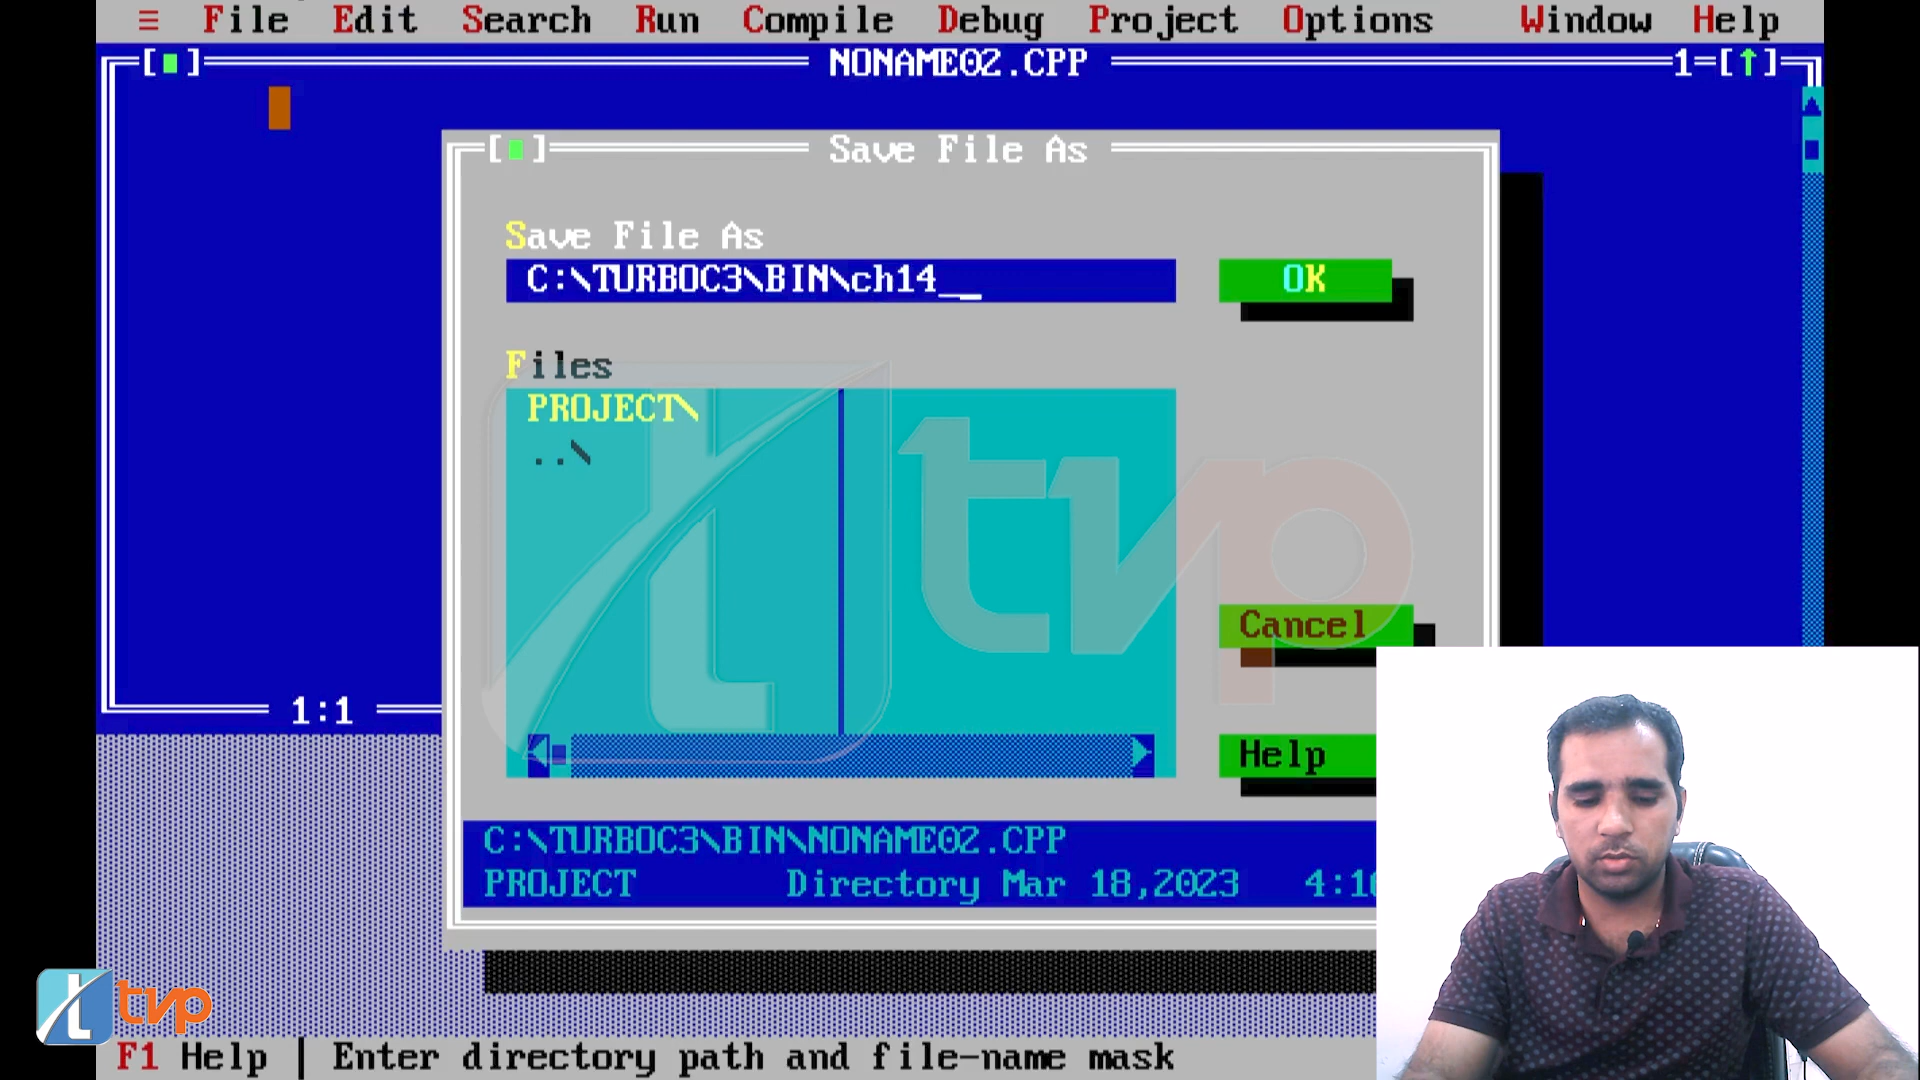 ≡ File Edit Search Run Compile Debug Project Options Window Help
[■] NONAME02.CPP 1=[↑]
[■] Save File As
Save File As
C:\TURBOC3\BIN\ch14__ OK
Files
PROJECT\
..\
tvp
Cancel
1:1
Help
C:\TURBOC3\BIN\NONAME02.CPP
PROJECT Directory Mar 18,2023
tvp
F1 Help | Enter directory path and file-name mask